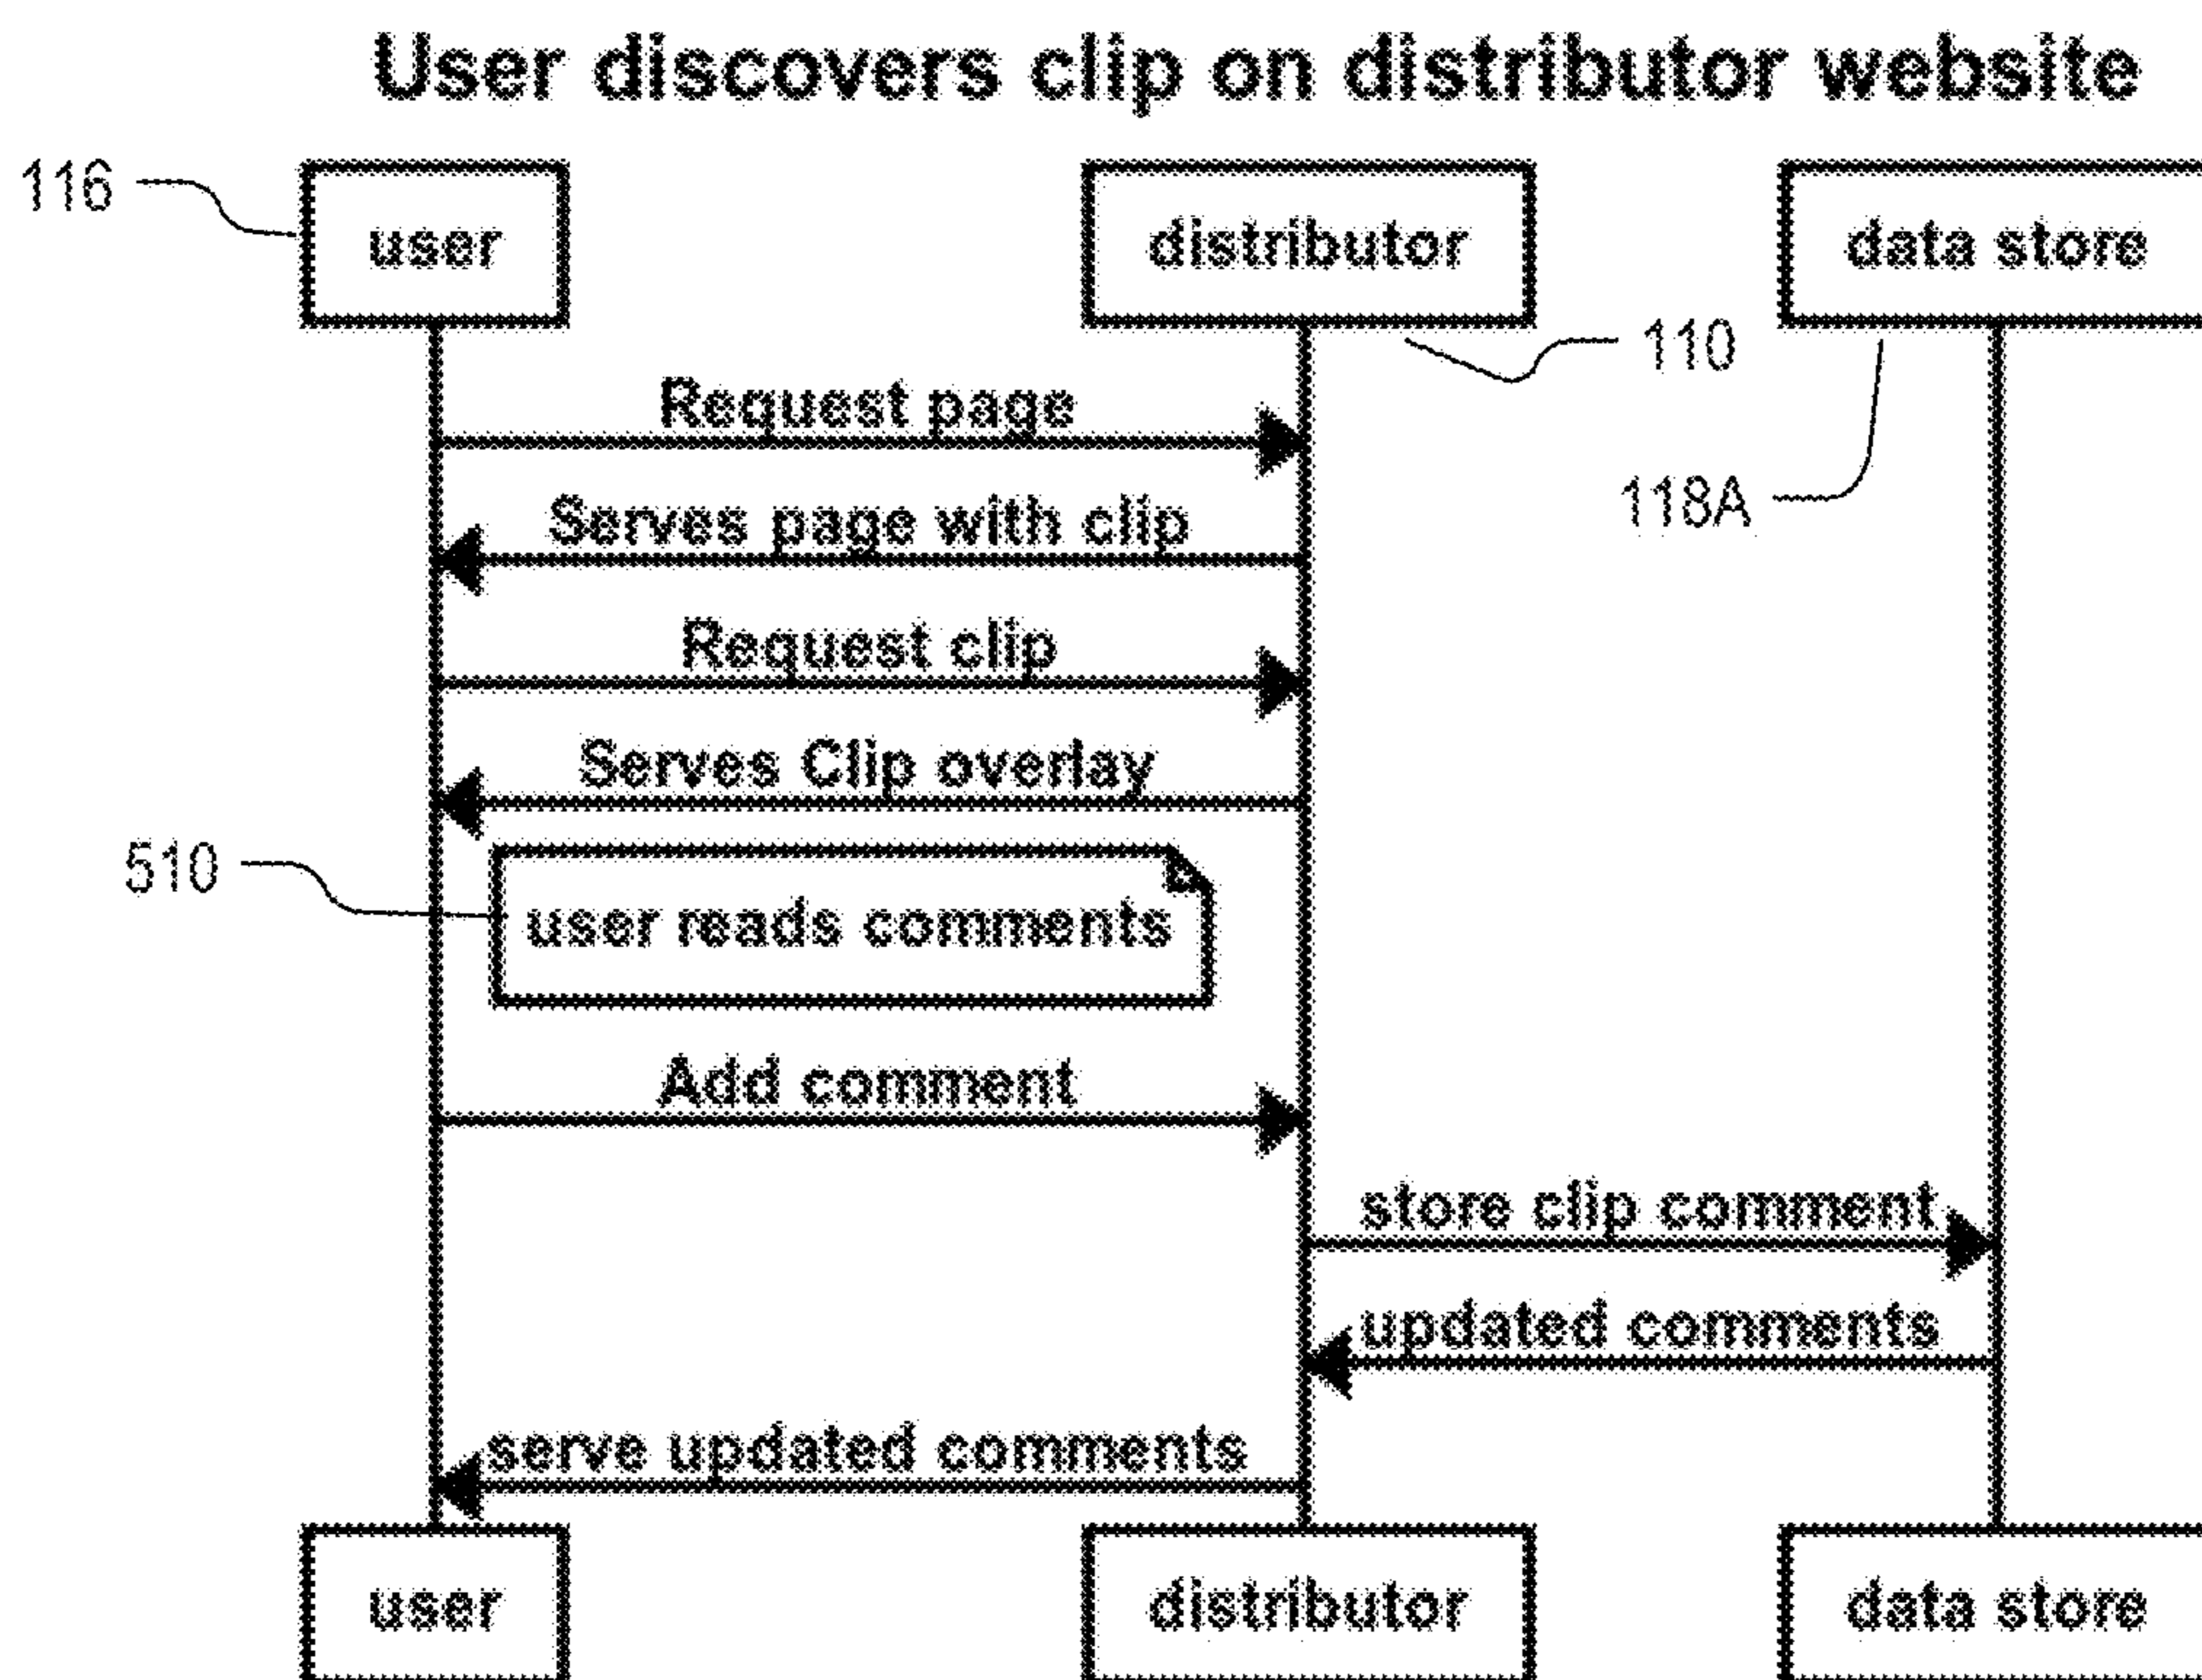 User discovers clip on distributor website
116
user
distributor
data store
110
Request page
118A
Serves page with clip
Request clip
Serves Clip overlay
510
user reads comments
Add comment
store clip comment
updated comments
serve updated comments
user
distributor
data store